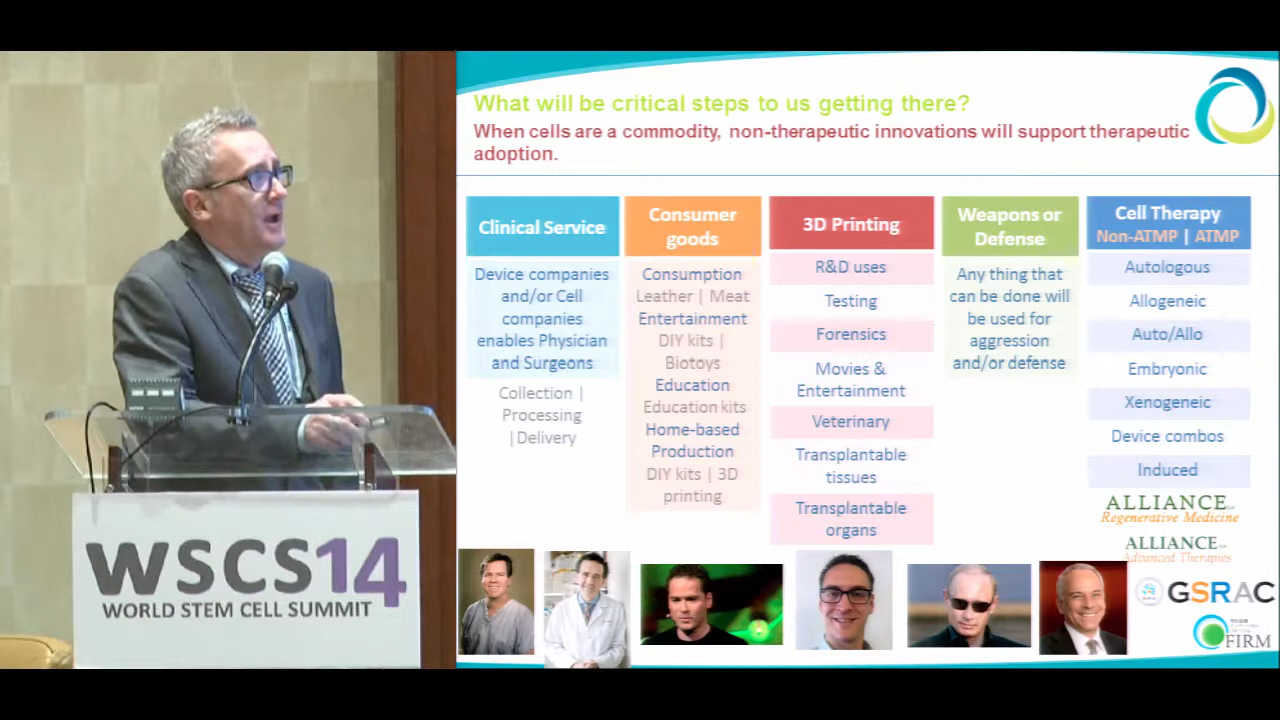 What will be critical steps to us getting there?
When cells are a commodity, non-therapeutic innovations will support therapeutic
adoption.
Clinical Service
Device companies
and/or Cell
companies
enables Physician
and Surgeons
Collection |
Processing
|Delivery
Consumer
goods
Consumption
Leather | Meat
Entertainment
DIY kits |
Biotoys
Education
Education kits
Home-based
Production
DIY kits | 3D
printing
3D Printing
R&D uses
Testing
Forensics
Movies &
Entertainment
Veterinary
Transplantable
tissues
Transplantable
organs
Weapons or
Defense
Any thing that
can be done will
be used for
aggression
and/or defense
Cell Therapy
Non-ATMP | ATMP
Autologous
Allogeneic
Auto/Allo
Embryonic
Xenogeneic
Device combos
Induced
ALLIANCE
Regenerative Medicine
ALLIANCE
Advanced Therapies
GSRAC
FIRM
WSCS14
WORLD STEM CELL SUMMIT